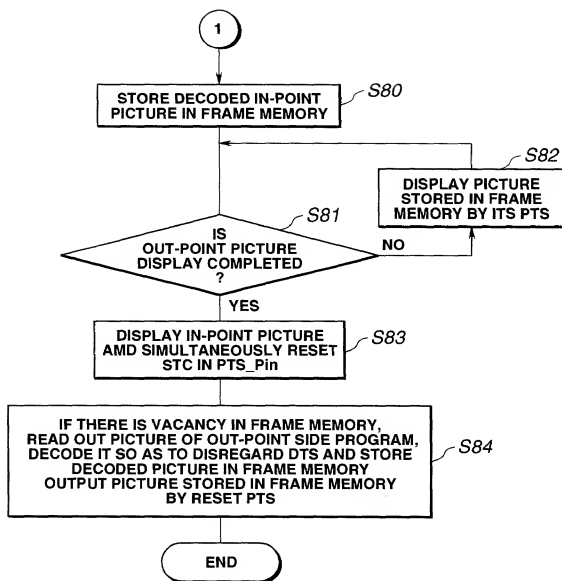 1
STORE DECODED IN-POINT
PICTURE IN FRAME MEMORY
S80
S82
DISPLAY PICTURE
STORED IN FRAME
MEMORY BY ITS PTS
S81
IS
OUT-POINT PICTURE
DISPLAY COMPLETED
?
NO
YES
DISPLAY IN-POINT PICTURE
AMD SIMULTANEOUSLY RESET
STC IN PTS_Pin
S83
IF THERE IS VACANCY IN FRAME MEMORY,
READ OUT PICTURE OF OUT-POINT SIDE PROGRAM,
DECODE IT SO AS TO DISREGARD DTS AND STORE
DECODED PICTURE IN FRAME MEMORY
OUTPUT PICTURE STORED IN FRAME MEMORY
BY RESET PTS
S84
END